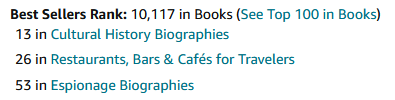 Best Sellers Rank: 10,117 in Books (See Top 100 in Books)
13 in Cultural History Biographies
26 in Restaurants, Bars & Cafés for Travelers
53 in Espionage Biographies